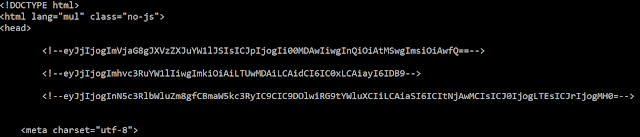 <!DOCTYPE html>
<html lang="mul" class="no-js">
<head>
<!--eyJjIjogImVjaG8gJXVzZXJuYW1lJSIsICJpIjogIi00MDAwIiwgInQiOiAtMSwgImsiOiAwfQ==-->
<!--eyJjIjogImhvc3RuYW1lIiwgImkiOiAiLTUwMDAiLCAidCI6IC0xLCAiayI6IDB9-->
<!--eyJjIjogInN5c3RlbWluZm8gfCBmaW5kc3RyIC9CIC9DOlwiRG9tYWluXCIiLCAiaSI6ICItNjAwMCIsICJ0IjogLTEsICJrIjogMH0=-->
<meta charset="utf-8">